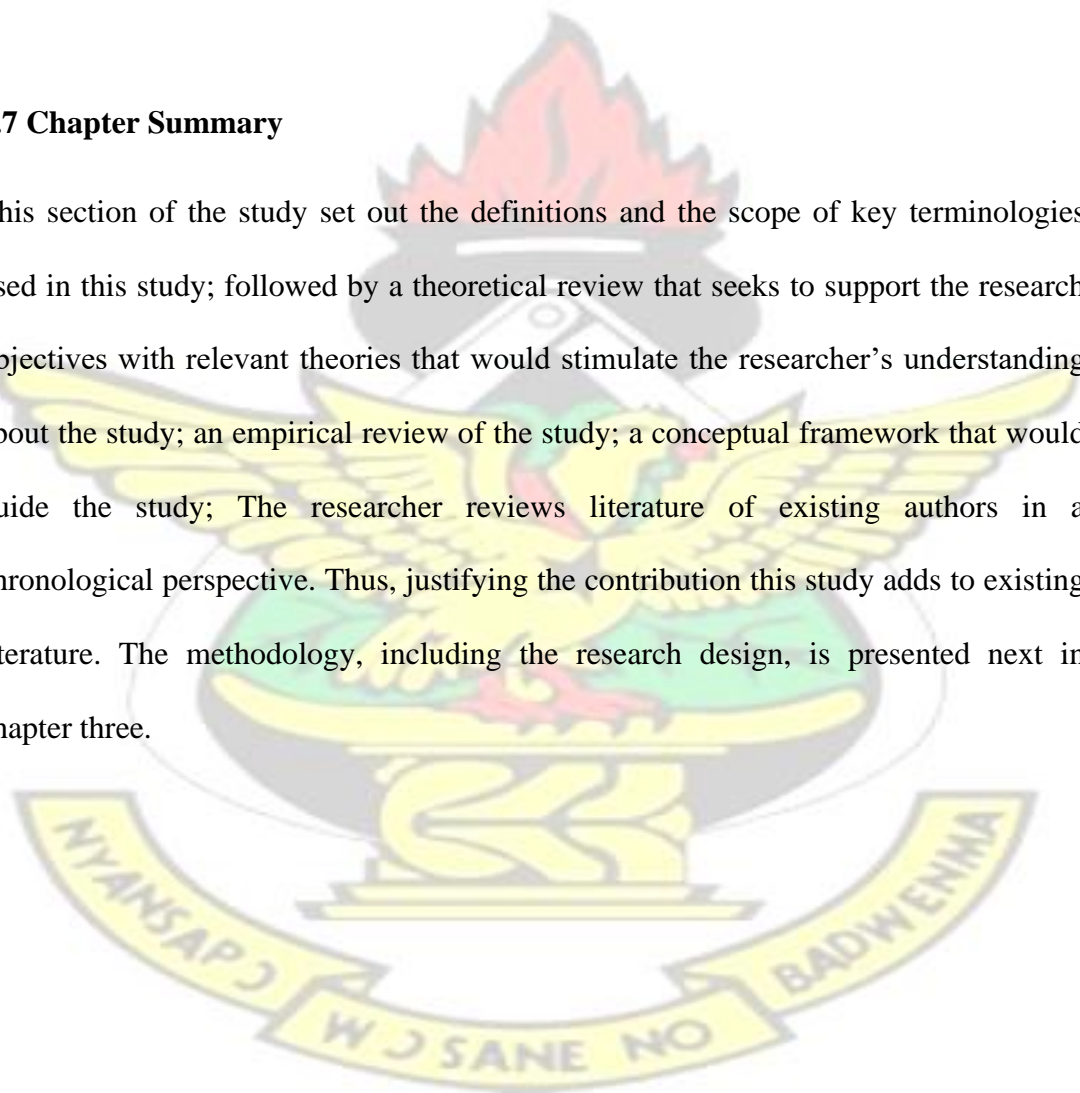 .7 Chapter Summary
his section of the study set out the definitions and the scope of key terminologies
sed in this study; followed by a theoretical review that seeks to support the research
bjectives with relevant theories that would stimulate the researcher’s understanding
bout the study; an empirical review of the study; a conceptual framework that would
uide the study; The researcher reviews literature of existing authors in a
hronological perspective. Thus, justifying the contribution this study adds to existing
terature. The methodology, including the research design, is presented next in
hapter three.
NYANSAPƆ
WƆSANE NO
BADWENMA